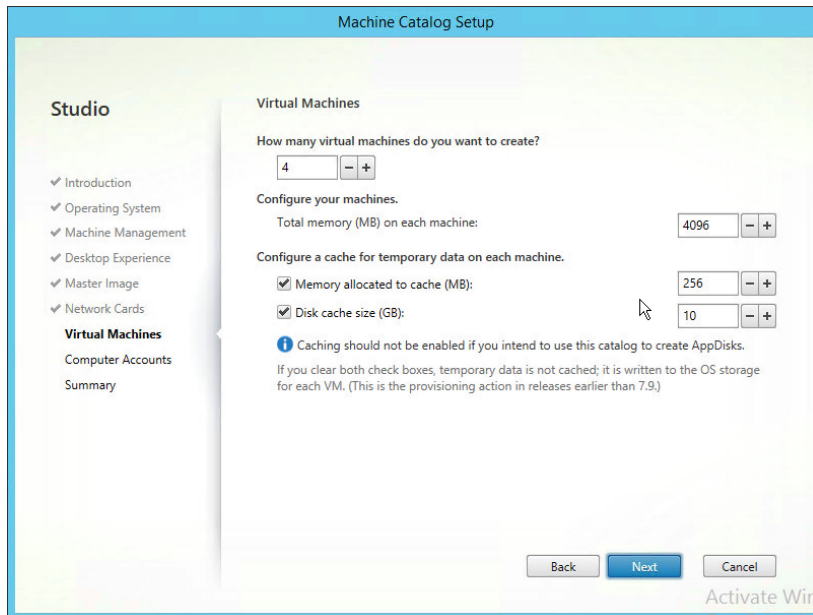 Machine Catalog Setup
Studio
Introduction
Operating System
Machine Management
Desktop Experience
Master Image
Network Cards
Virtual Machines
Computer Accounts
Summary
Virtual Machines
How many virtual machines do you want to create?
4 - +
Configure your machines.
Total memory (MB) on each machine: 4096 - +
Configure a cache for temporary data on each machine.
Memory allocated to cache (MB): 256 - +
Disk cache size (GB): 10 - +
Caching should not be enabled if you intend to use this catalog to create AppDisks.
If you clear both check boxes, temporary data is not cached; it is written to the OS storage
for each VM. (This is the provisioning action in releases earlier than 7.9.)
Back Next Cancel
Activate Win